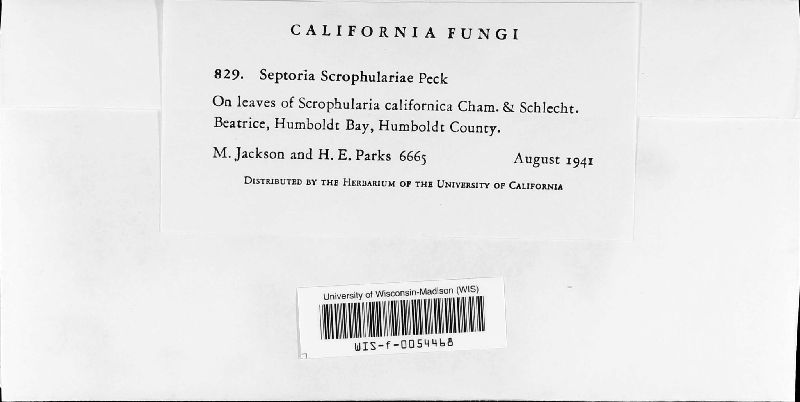 CALIFORNIA FUNGI
829. Septoria Scrophulariae Peck
On leaves of Scrophularia californica Cham. & Schlecht.
Beatrice, Humboldt Bay, Humboldt County.
M. Jackson and H. E. Parks 6665 August 1941
Distributed by the Herbarium of the University of California
University of Wisconsin-Madison (WIS)
WIS-f-0054468